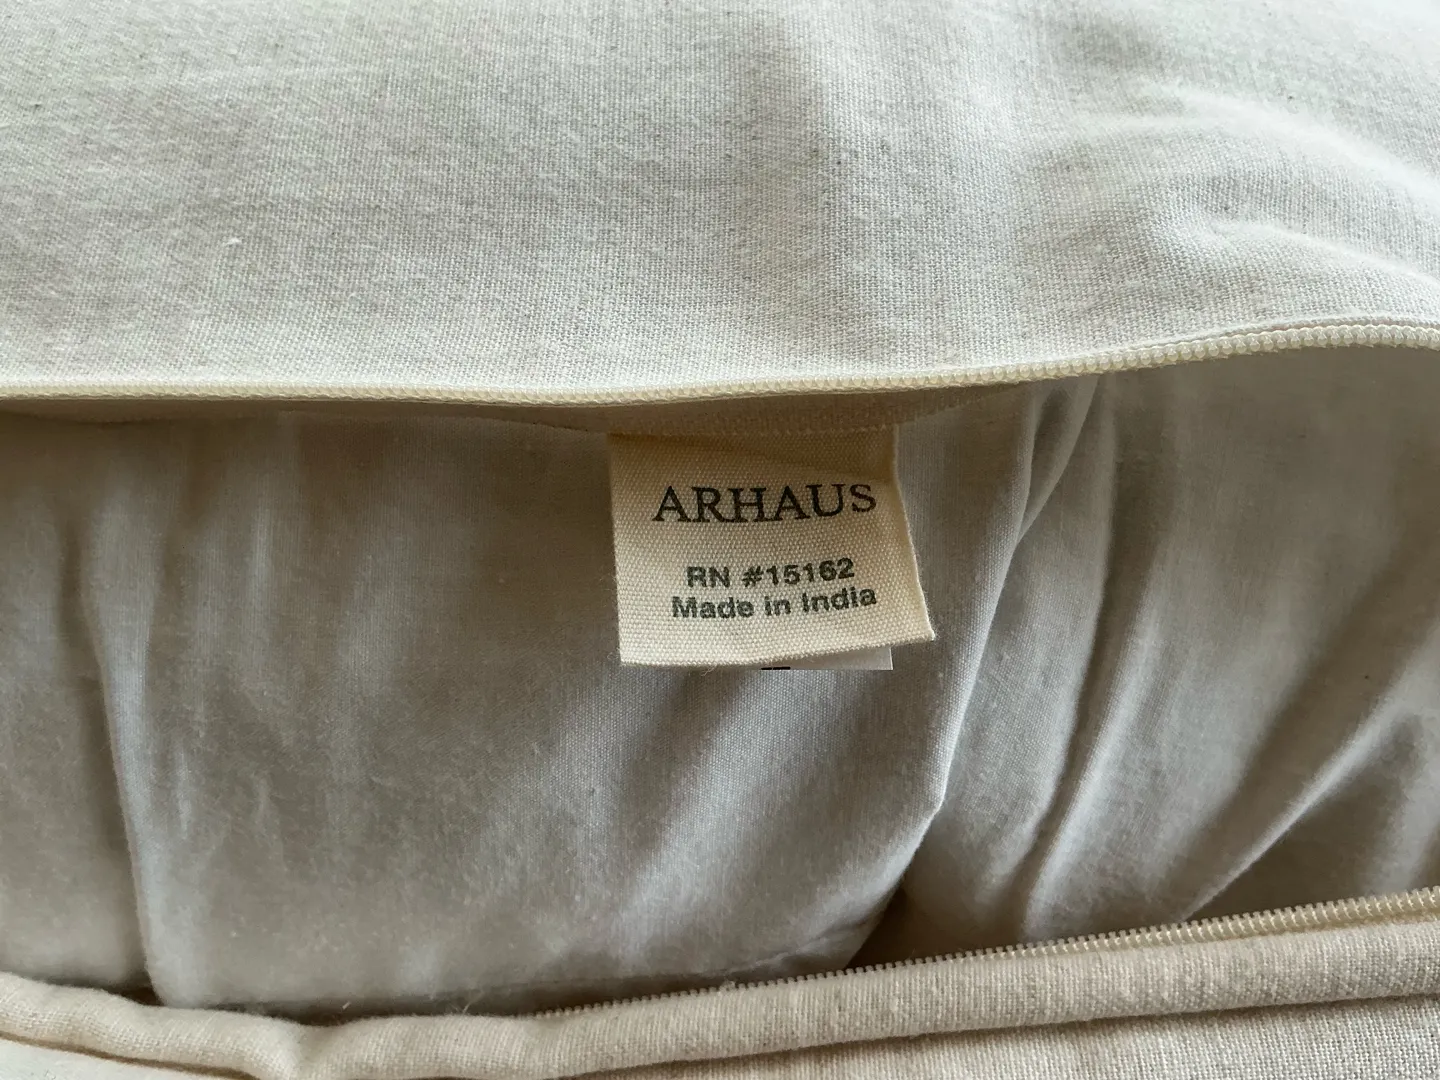 ARHAUS
RN #15162
Made in India